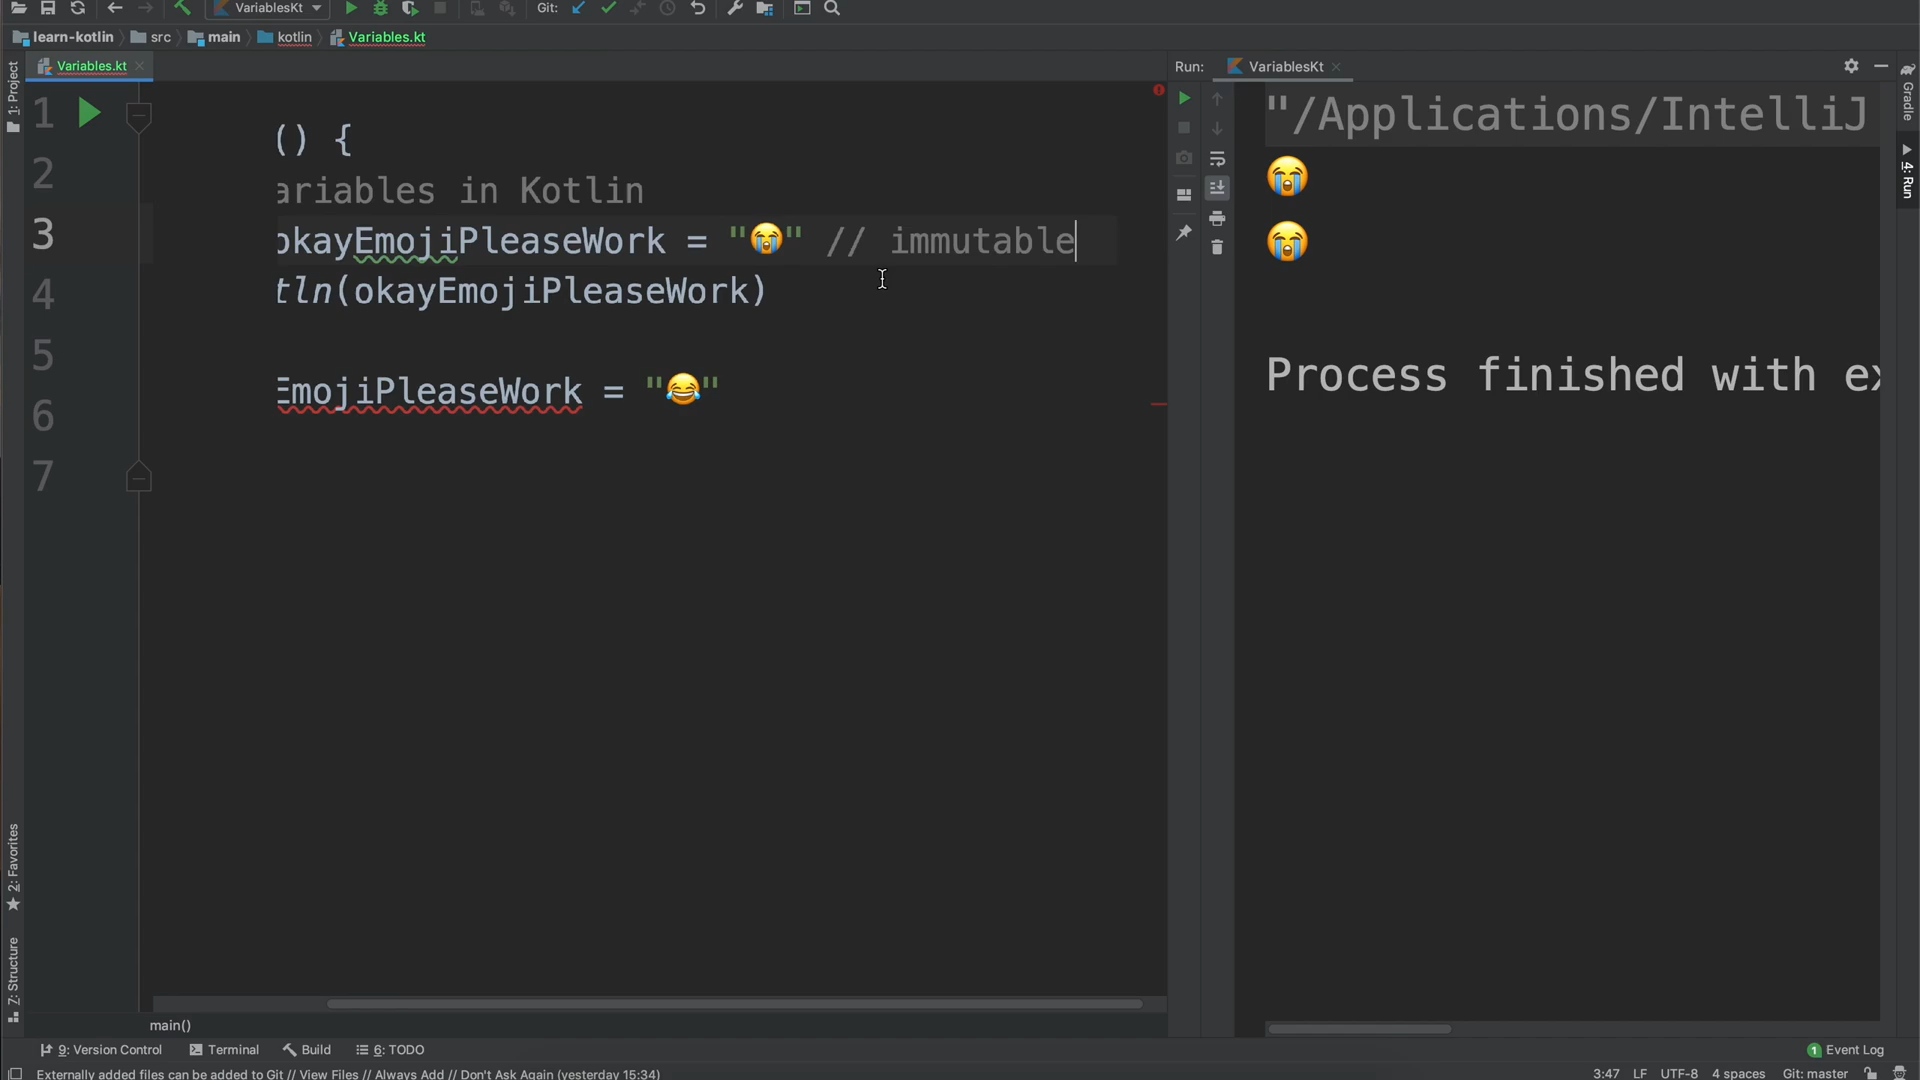 VariablesKt
Git:
learn-kotlin
src
main
kotlin
Variables.kt
1: Project
Variables.kt
Run:
VariablesKt
Gradle
4: Run
1
() {
2
ariables in Kotlin
3
okayEmojiPleaseWork = "😭" // immutable
4
tln(okayEmojiPleaseWork)
5
6
EmojiPleaseWork = "😂"
7
"/Applications/IntelliJ
😭
😭
Process finished with ex
2: Favorites
7: Structure
main()
9: Version Control
Terminal
Build
6: TODO
1
Event Log
Externally added files can be added to Git // View Files // Always Add // Don't Ask Again (yesterday 15:34)
3:47
LF
UTF-8
4 spaces
Git: master